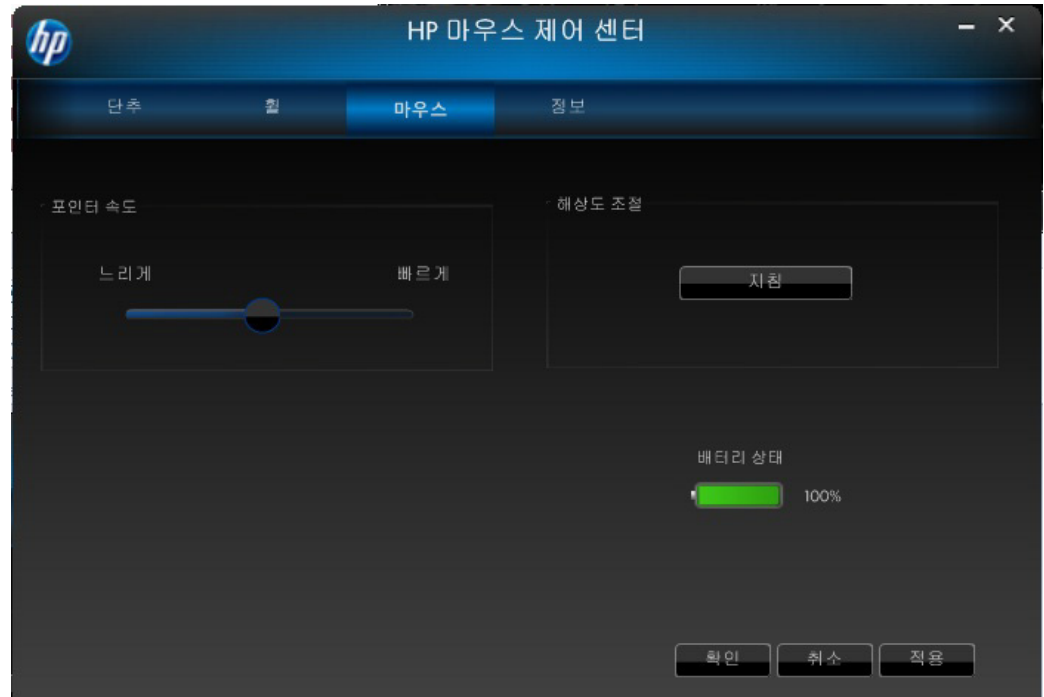 hp
HP 마우스 제어 센터
단추 휠 마우스 정보
포인터 속도
느리게 빠르게
해상도 조절
지침
배터리 상태
100%
확인 취소 적용